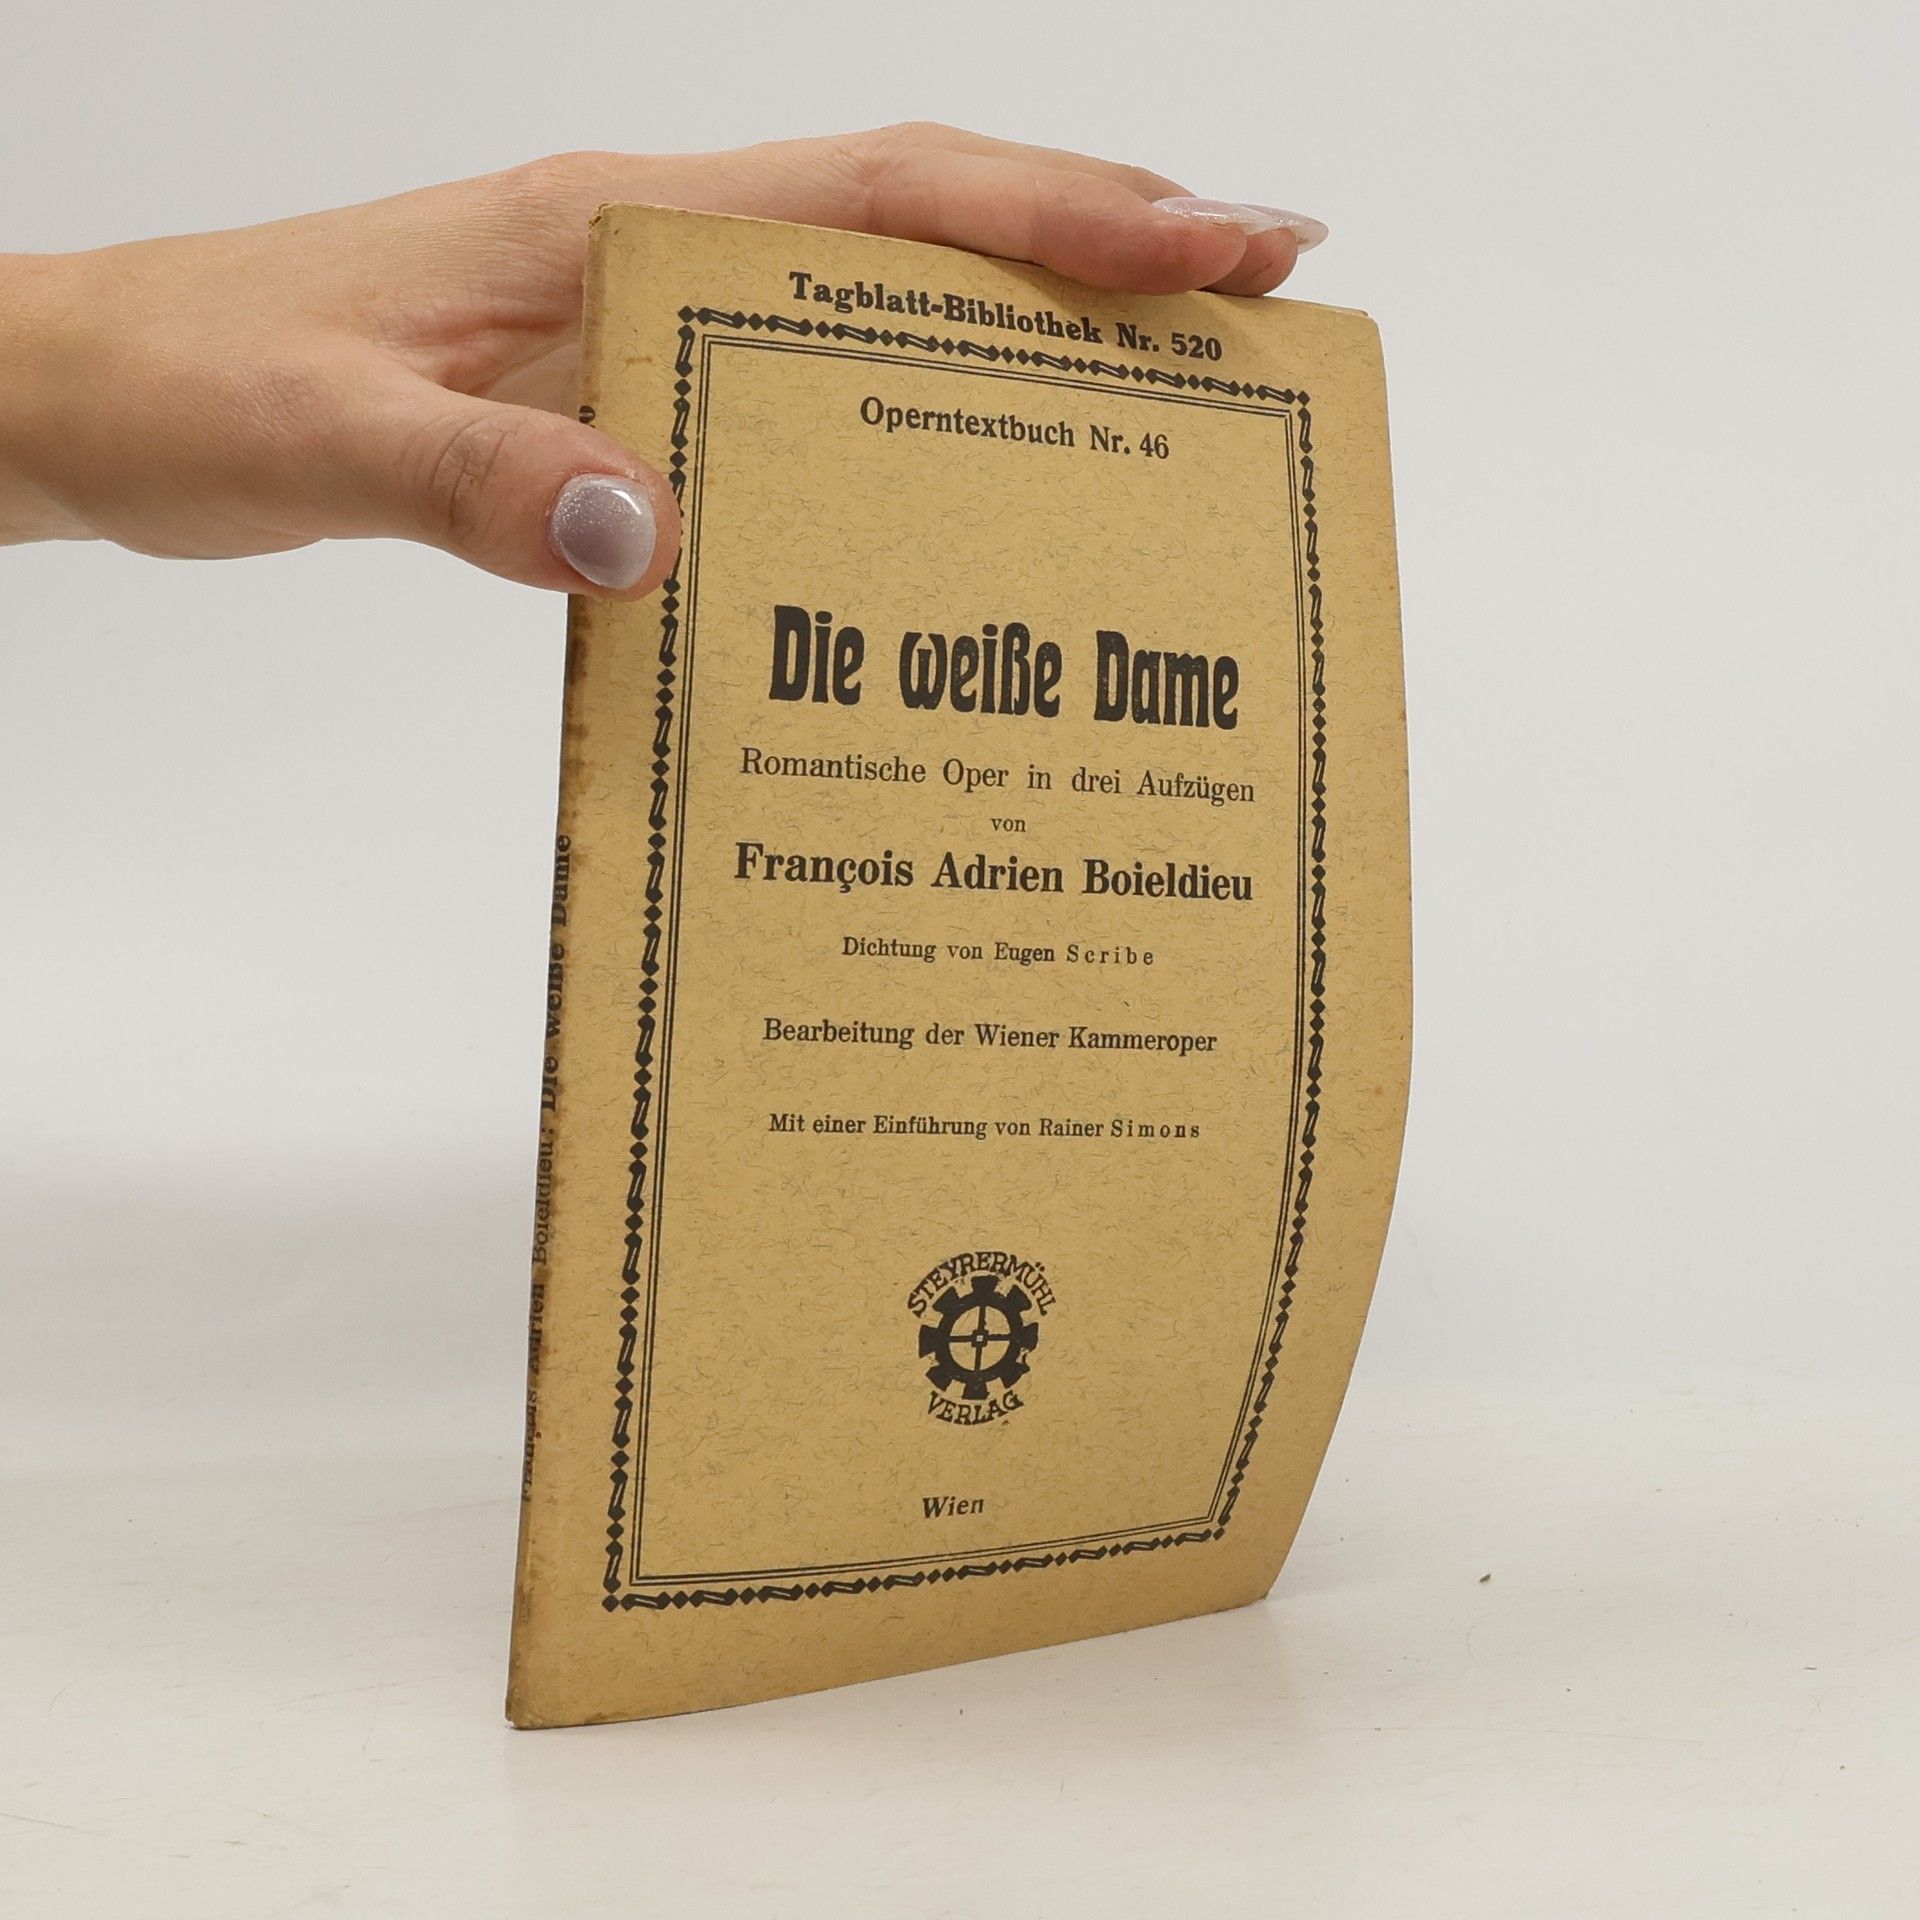 Tagblatt-Bibliothek Nr. 520
Operntextbuch Nr. 46
Die weiße Dame
Romantische Oper in drei Aufzügen
von
François Adrien Boieldieu
Dichtung von Eugen Scribe
Bearbeitung der Wiener Kammeroper
Mit einer Einführung von Rainer Simons
STEYRERMÜHL
VERLAG
Wien
François Adrien Boieldieu: Die weiße Dame